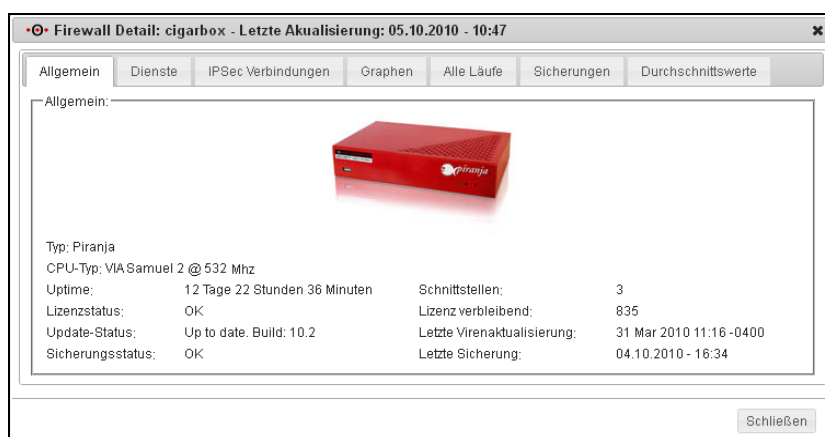 Firewall Detail: cigarbox - Letzte Akualisierung: 05.10.2010 - 10:47
Allgemein Dienste IPSec Verbindungen Graphen Alle Läufe Sicherungen Durchschnittswerte
Allgemein:
piranja
Typ: Piranja
CPU-Typ: VIA Samuel 2 @ 532 Mhz
Uptime: 12 Tage 22 Stunden 36 Minuten Schnittstellen: 3
Lizenzstatus: OK Lizenz verbleibend: 835
Update-Status: Up to date. Build: 10.2 Letzte Virenaktualisierung: 31 Mar 2010 11:16 -0400
Sicherungsstatus: OK Letzte Sicherung: 04.10.2010 - 16:34
Schließen